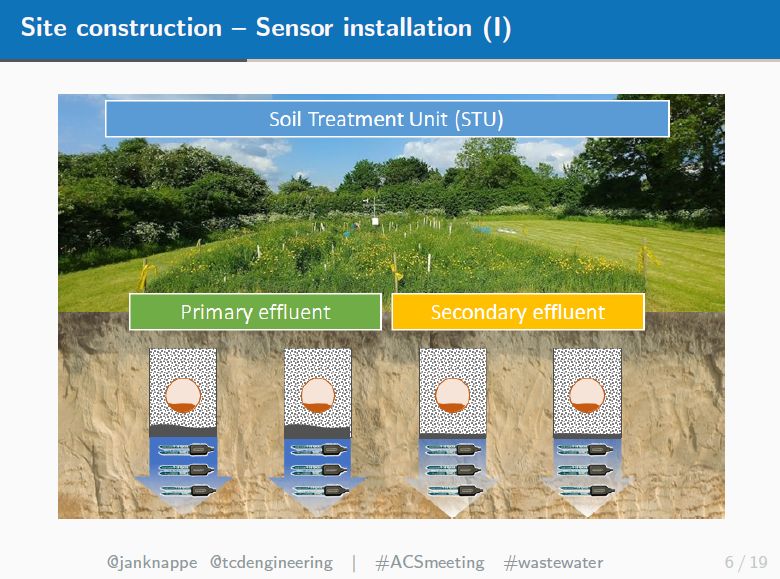 Site construction – Sensor installation (I)
Soil Treatment Unit (STU)
Primary effluent
Secondary effluent
@janknappe @tcdengineering | #ACSmeeting #wastewater
6 / 19